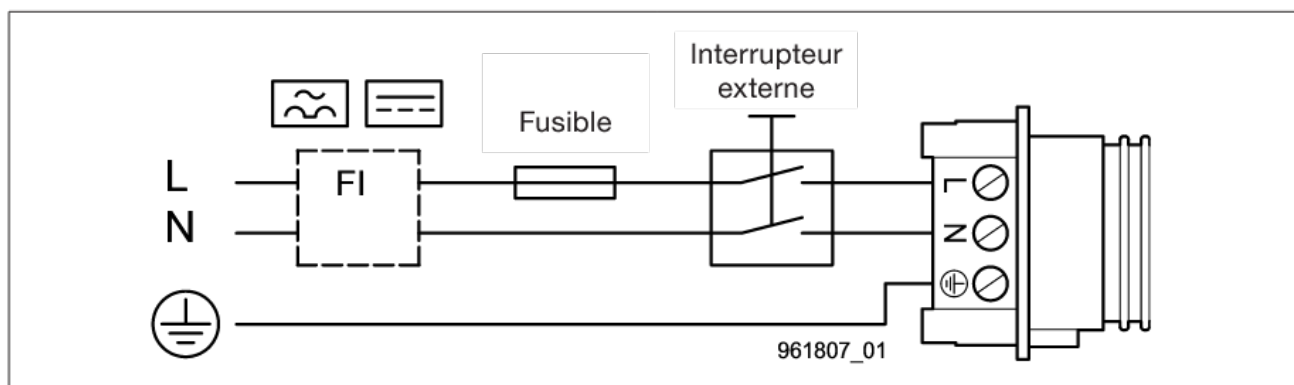 Interrupteur
externe
Fusible
L
FI
N
L
N
961807_01